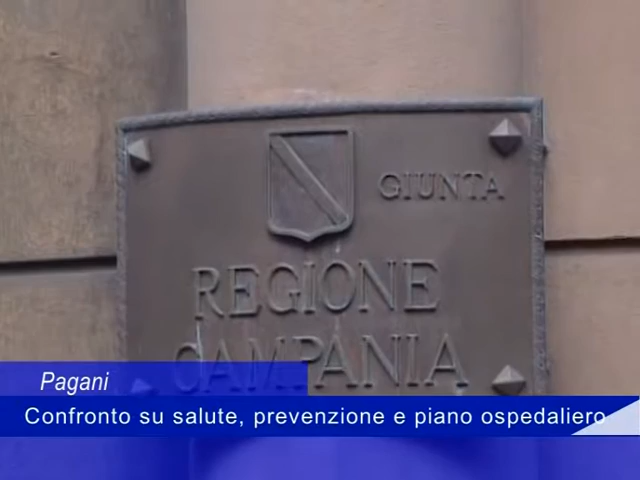 GIUNTA
REGIONE
CAMPANIA
Pagani
Confronto su salute, prevenzione e piano ospedaliero